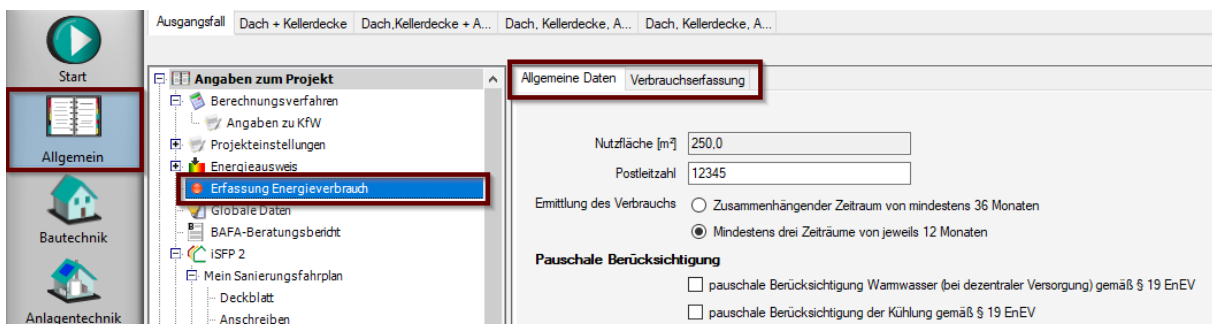 Start
Allgemein
Bautechnik
Anlagentechnik
Ausgangsfall
Dach + Kellerdecke
Dach,Kellerdecke + A...
Dach, Kellerdecke, A...
Dach, Kellerdecke, A...
Angaben zum Projekt
Berechnungsverfahren
Angaben zu KfW
Projekteinstellungen
Energieausweis
Erfassung Energieverbrauch
Globale Daten
BAFA-Beratungsbericht
iSFP 2
Mein Sanierungsfahrplan
Deckblatt
Anschreiben
Allgemeine Daten
Verbrauchserfassung
Nutzfläche [m²] 250,0
Postleitzahl 12345
Ermittlung des Verbrauchs Zusammenhängender Zeitraum von mindestens 36 Monaten
Mindestens drei Zeiträume von jeweils 12 Monaten
Pauschale Berücksichtigung
pauschale Berücksichtigung Warmwasser (bei dezentraler Versorgung) gemäß § 19 EnEV
pauschale Berücksichtigung der Kühlung gemäß § 19 EnEV